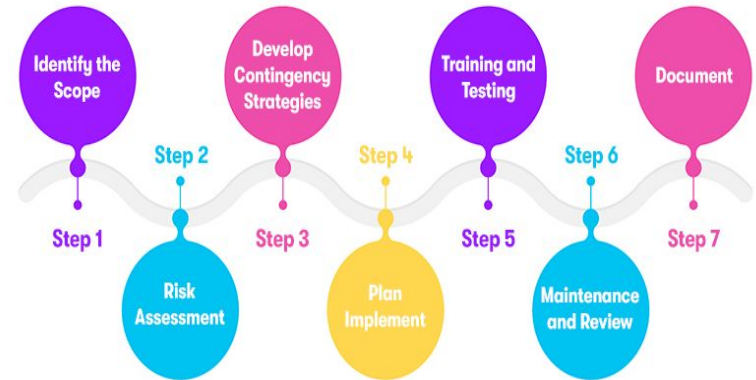 Identify the
Scope
Step 1
Step 2
Risk
Assessment
Develop
Contingency
Strategies
Step 3
Step 4
Plan
Implement
Training and
Testing
Step 5
Step 6
Maintenance
and Review
Document
Step 7